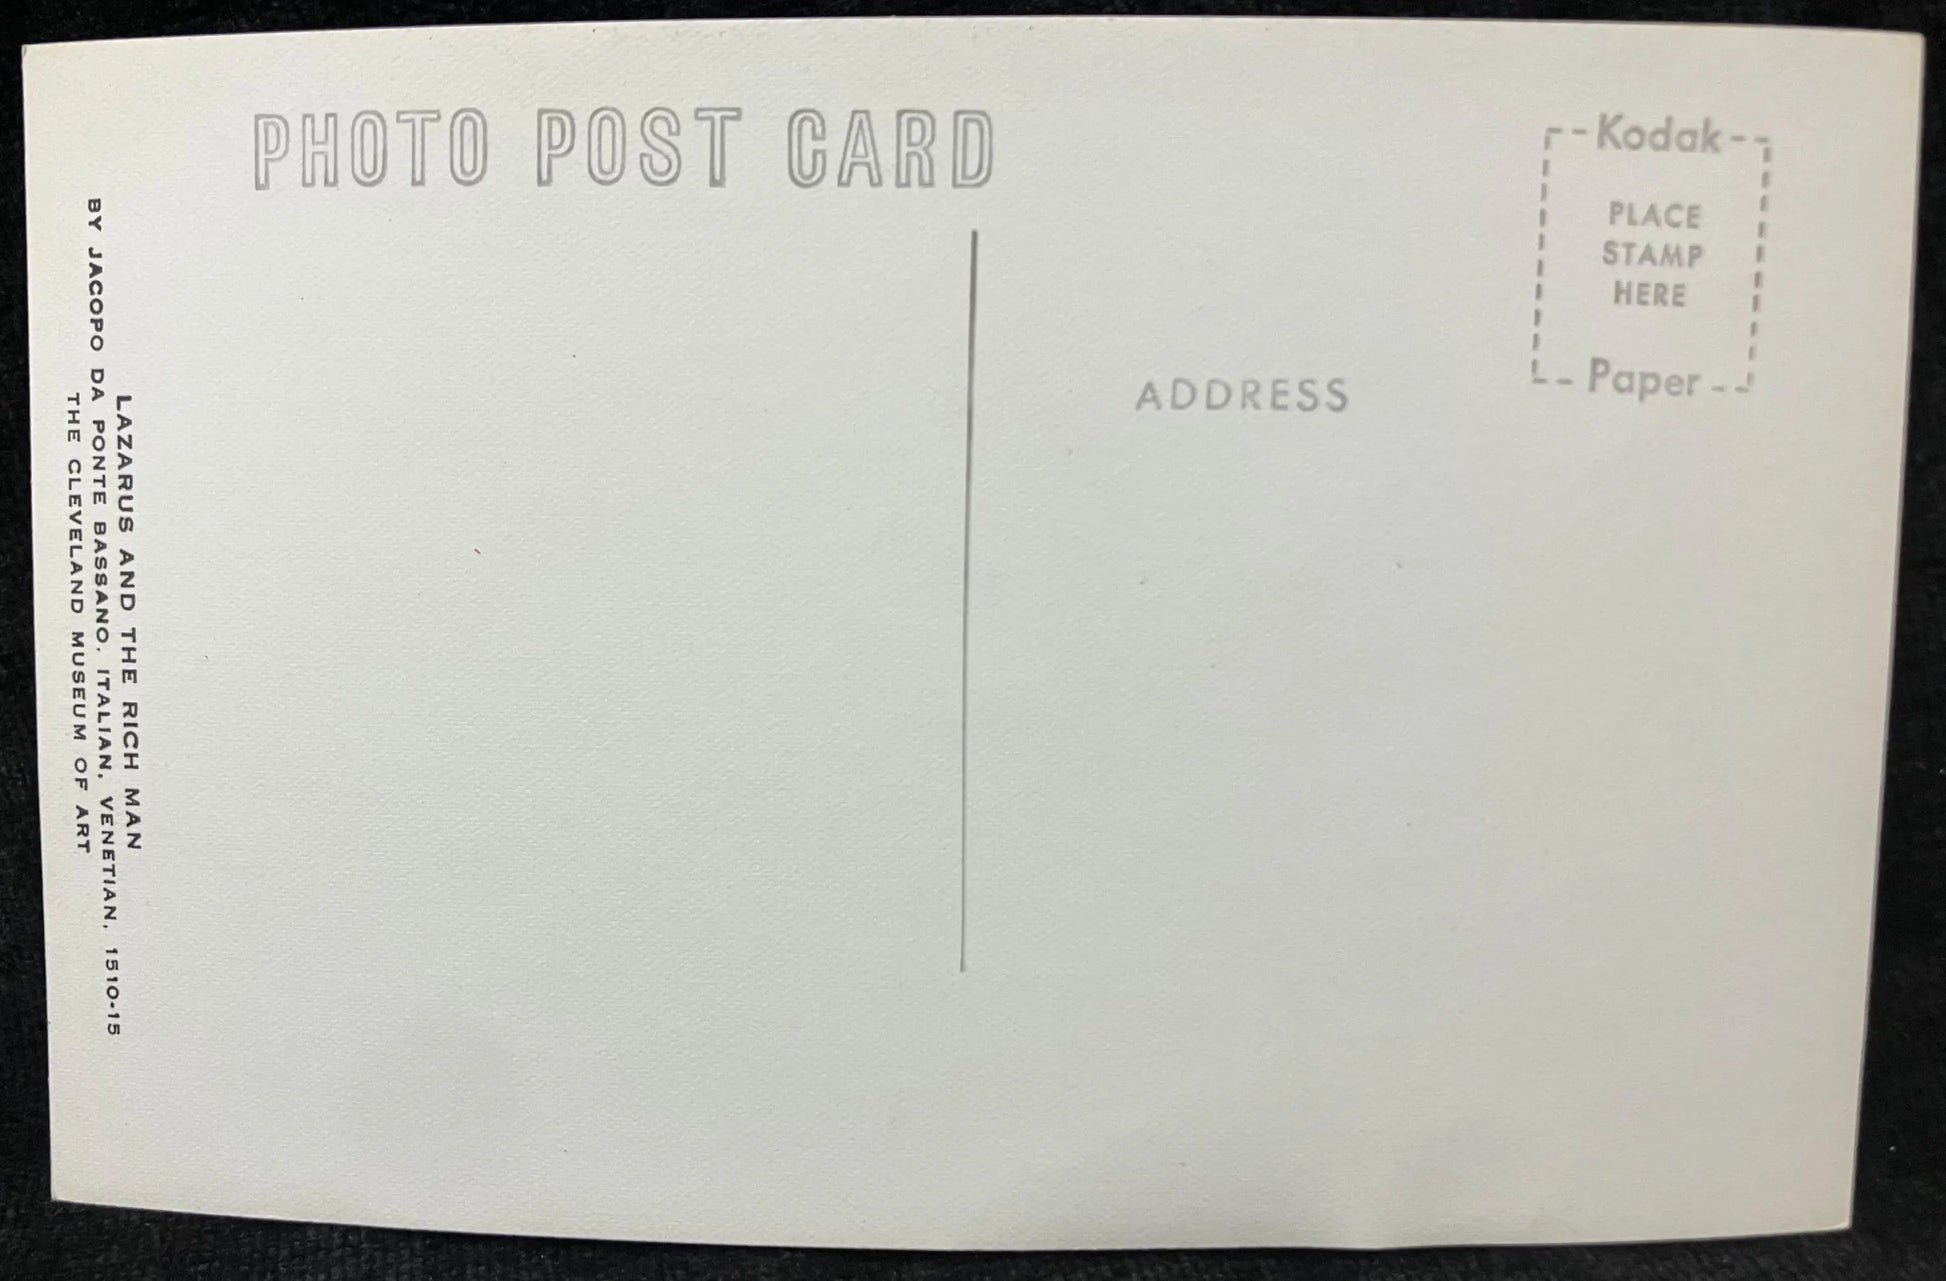 PHOTO POST CARD
Kodak
PLACE
STAMP
HERE
Paper
ADDRESS
LAZARUS AND THE RICH MAN
BY JACOPO DA PONTE BASSANO, ITALIAN, VENETIAN, 1510-15
THE CLEVELAND MUSEUM OF ART